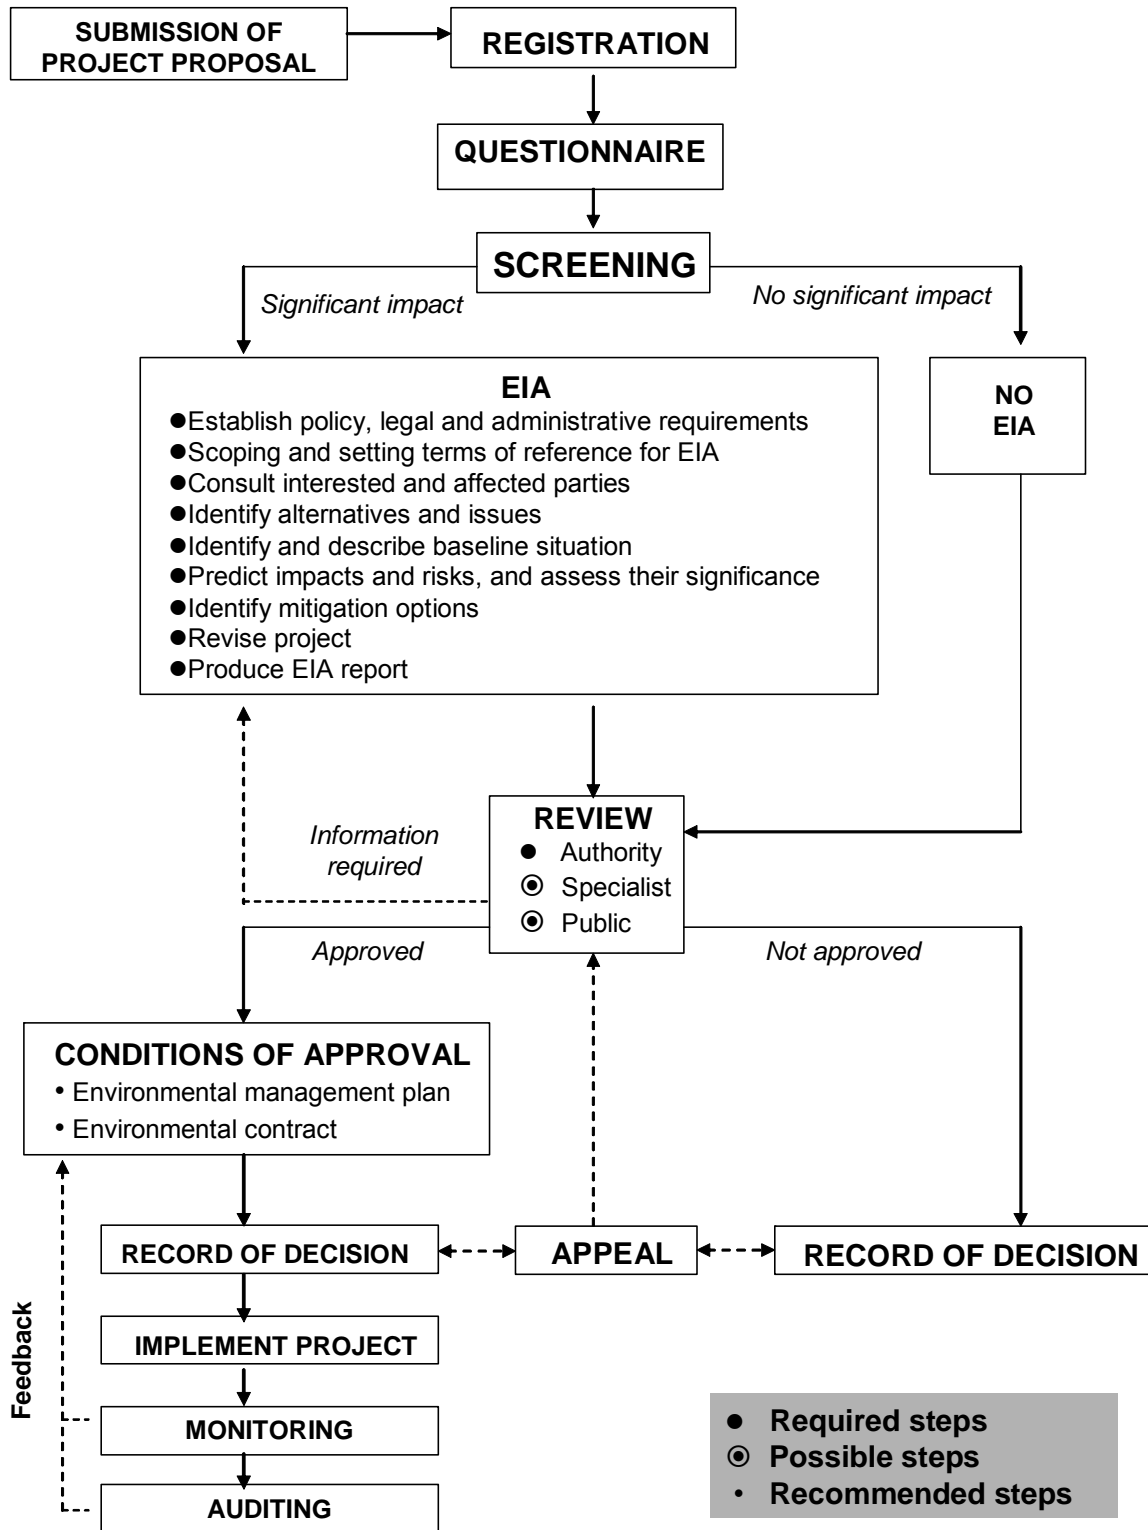 SUBMISSION OF
PROJECT PROPOSAL
REGISTRATION
QUESTIONNAIRE
SCREENING
Significant impact
No significant impact
EIA
●Establish policy, legal and administrative requirements
●Scoping and setting terms of reference for EIA
●Consult interested and affected parties
●Identify alternatives and issues
●Identify and describe baseline situation
●Predict impacts and risks, and assess their significance
●Identify mitigation options
●Revise project
●Produce EIA report
NO
EIA
REVIEW
● Authority
◉ Specialist
◉ Public
Information
required
Approved
Not approved
CONDITIONS OF APPROVAL
• Environmental management plan
• Environmental contract
RECORD OF DECISION
APPEAL
RECORD OF DECISION
IMPLEMENT PROJECT
Feedback
MONITORING
AUDITING
● Required steps
◉ Possible steps
• Recommended steps